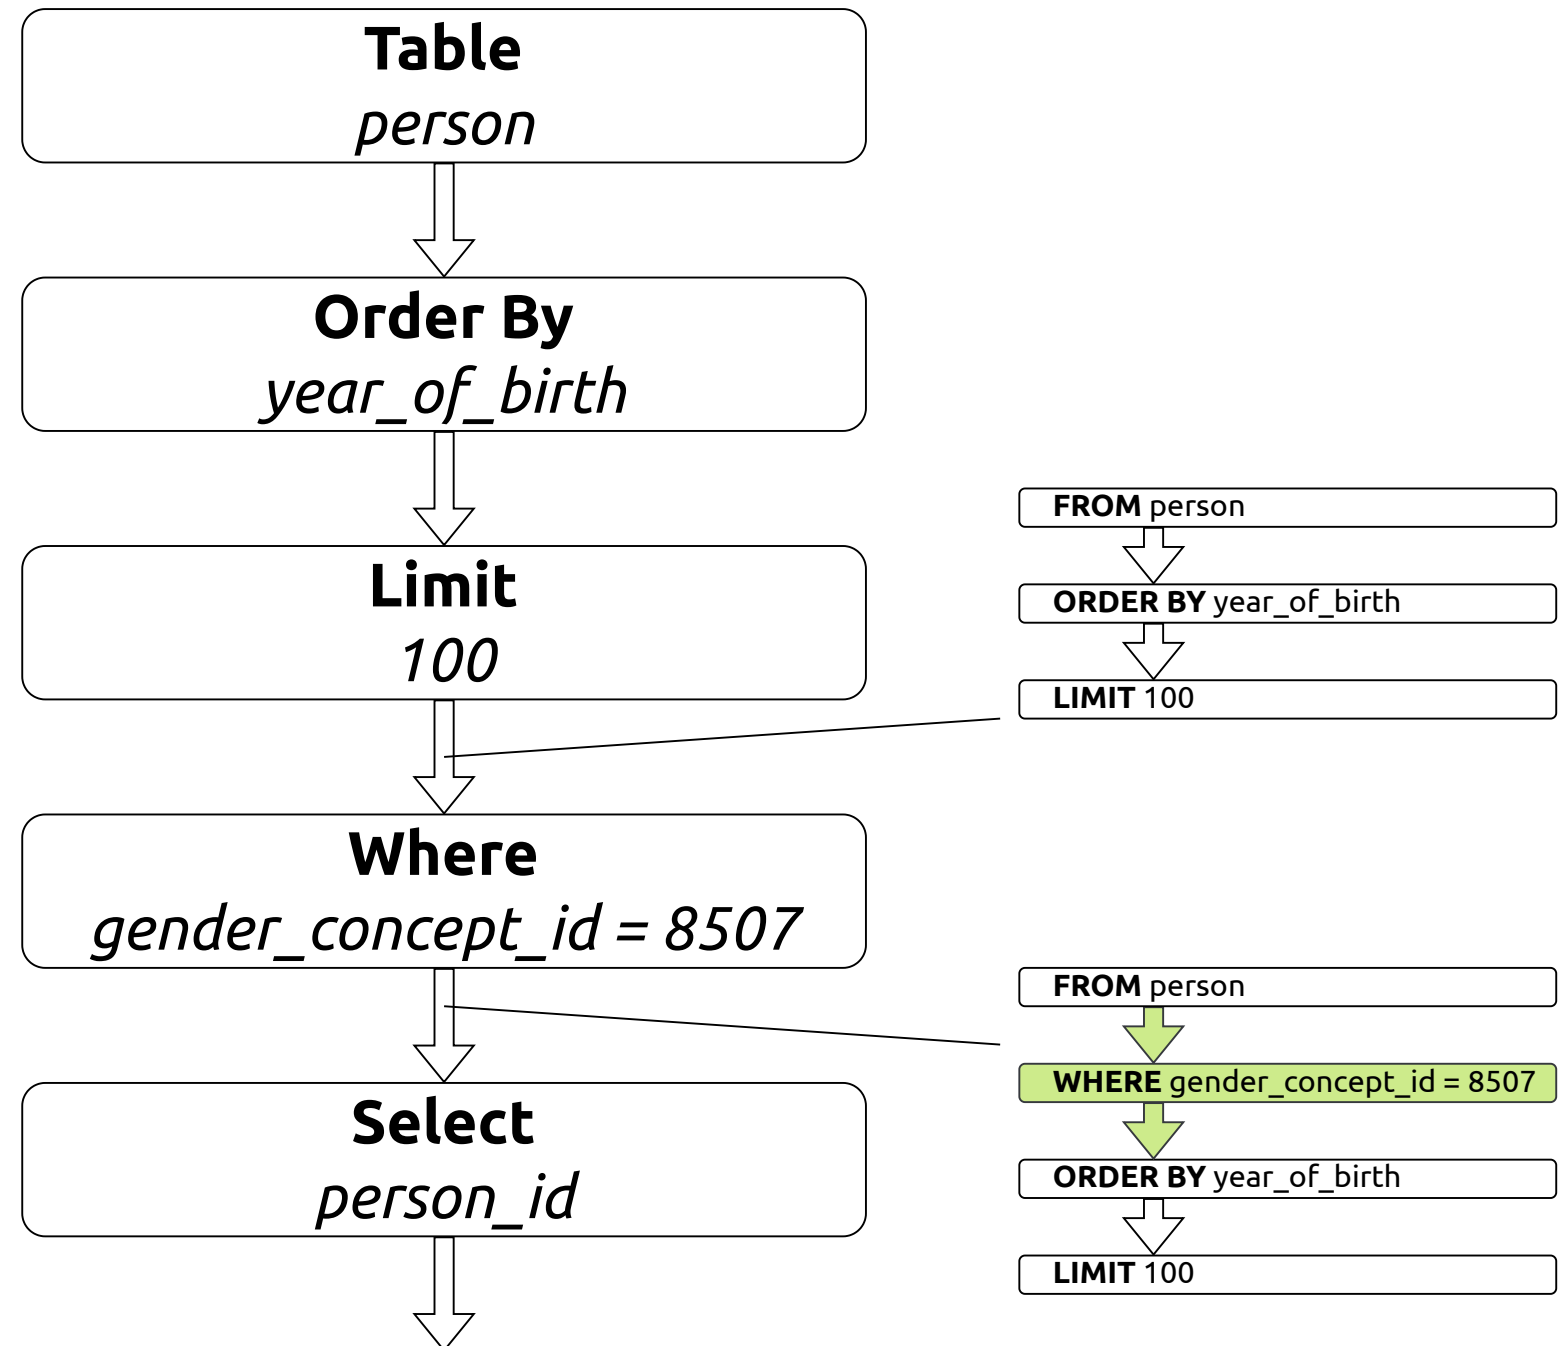 Table
person
Order By
year_of_birth
Limit
100
Where
gender_concept_id = 8507
Select
person_id
FROM person
ORDER BY year_of_birth
LIMIT 100
FROM person
WHERE gender_concept_id = 8507
ORDER BY year_of_birth
LIMIT 100